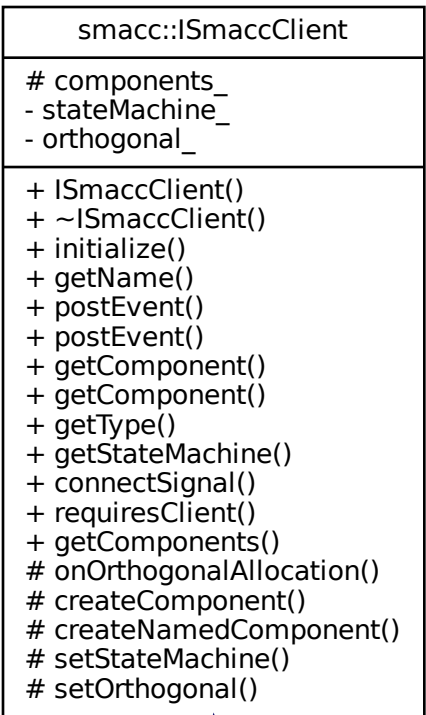 smacc::ISmaccClient
# components_
- stateMachine_
- orthogonal_
+ ISmaccClient()
+ ~ISmaccClient()
+ initialize()
+ getName()
+ postEvent()
+ postEvent()
+ getComponent()
+ getComponent()
+ getType()
+ getStateMachine()
+ connectSignal()
+ requiresClient()
+ getComponents()
# onOrthogonalAllocation()
# createComponent()
# createNamedComponent()
# setStateMachine()
# setOrthogonal()